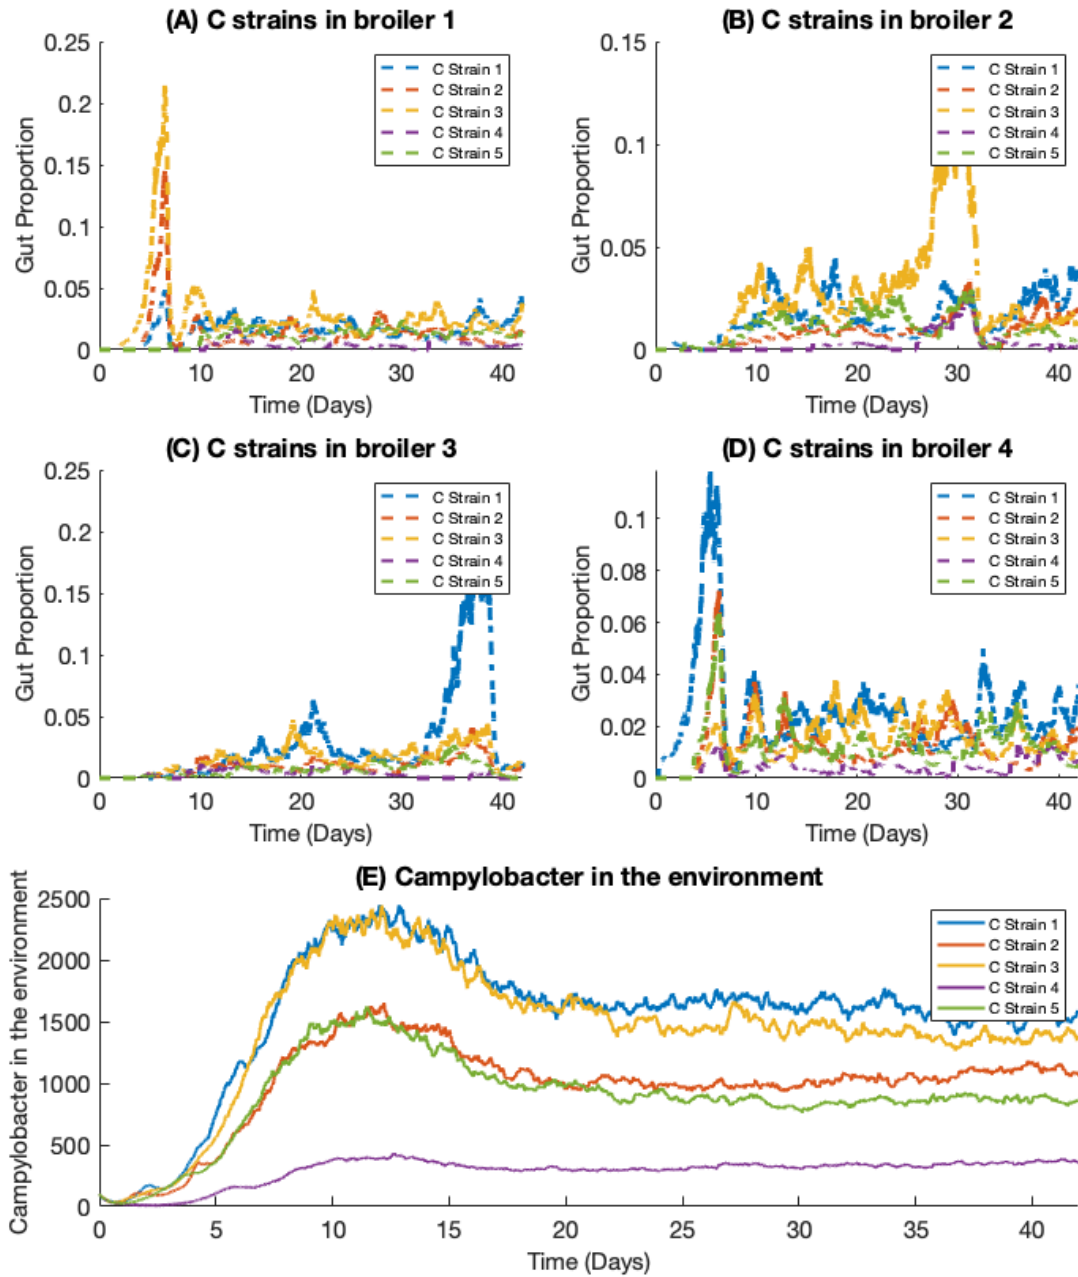 (A) C strains in broiler 1
0.25
0.2
0.15
0.1
0.05
0
Gut Proportion
C Strain 1
C Strain 2
C Strain 3
C Strain 4
C Strain 5
0 10 20 30 40
Time (Days)
(B) C strains in broiler 2
0.15
0.1
0.05
0
Gut Proportion
C Strain 1
C Strain 2
C Strain 3
C Strain 4
C Strain 5
0 10 20 30 40
Time (Days)
(C) C strains in broiler 3
0.25
0.2
0.15
0.1
0.05
0
Gut Proportion
C Strain 1
C Strain 2
C Strain 3
C Strain 4
C Strain 5
0 10 20 30 40
Time (Days)
(D) C strains in broiler 4
0.1
0.08
0.06
0.04
0.02
0
Gut Proportion
C Strain 1
C Strain 2
C Strain 3
C Strain 4
C Strain 5
0 10 20 30 40
Time (Days)
(E) Campylobacter in the environment
2500
2000
1500
1000
500
0
Campylobacter in the environment
C Strain 1
C Strain 2
C Strain 3
C Strain 4
C Strain 5
0 5 10 15 20 25 30 35 40
Time (Days)